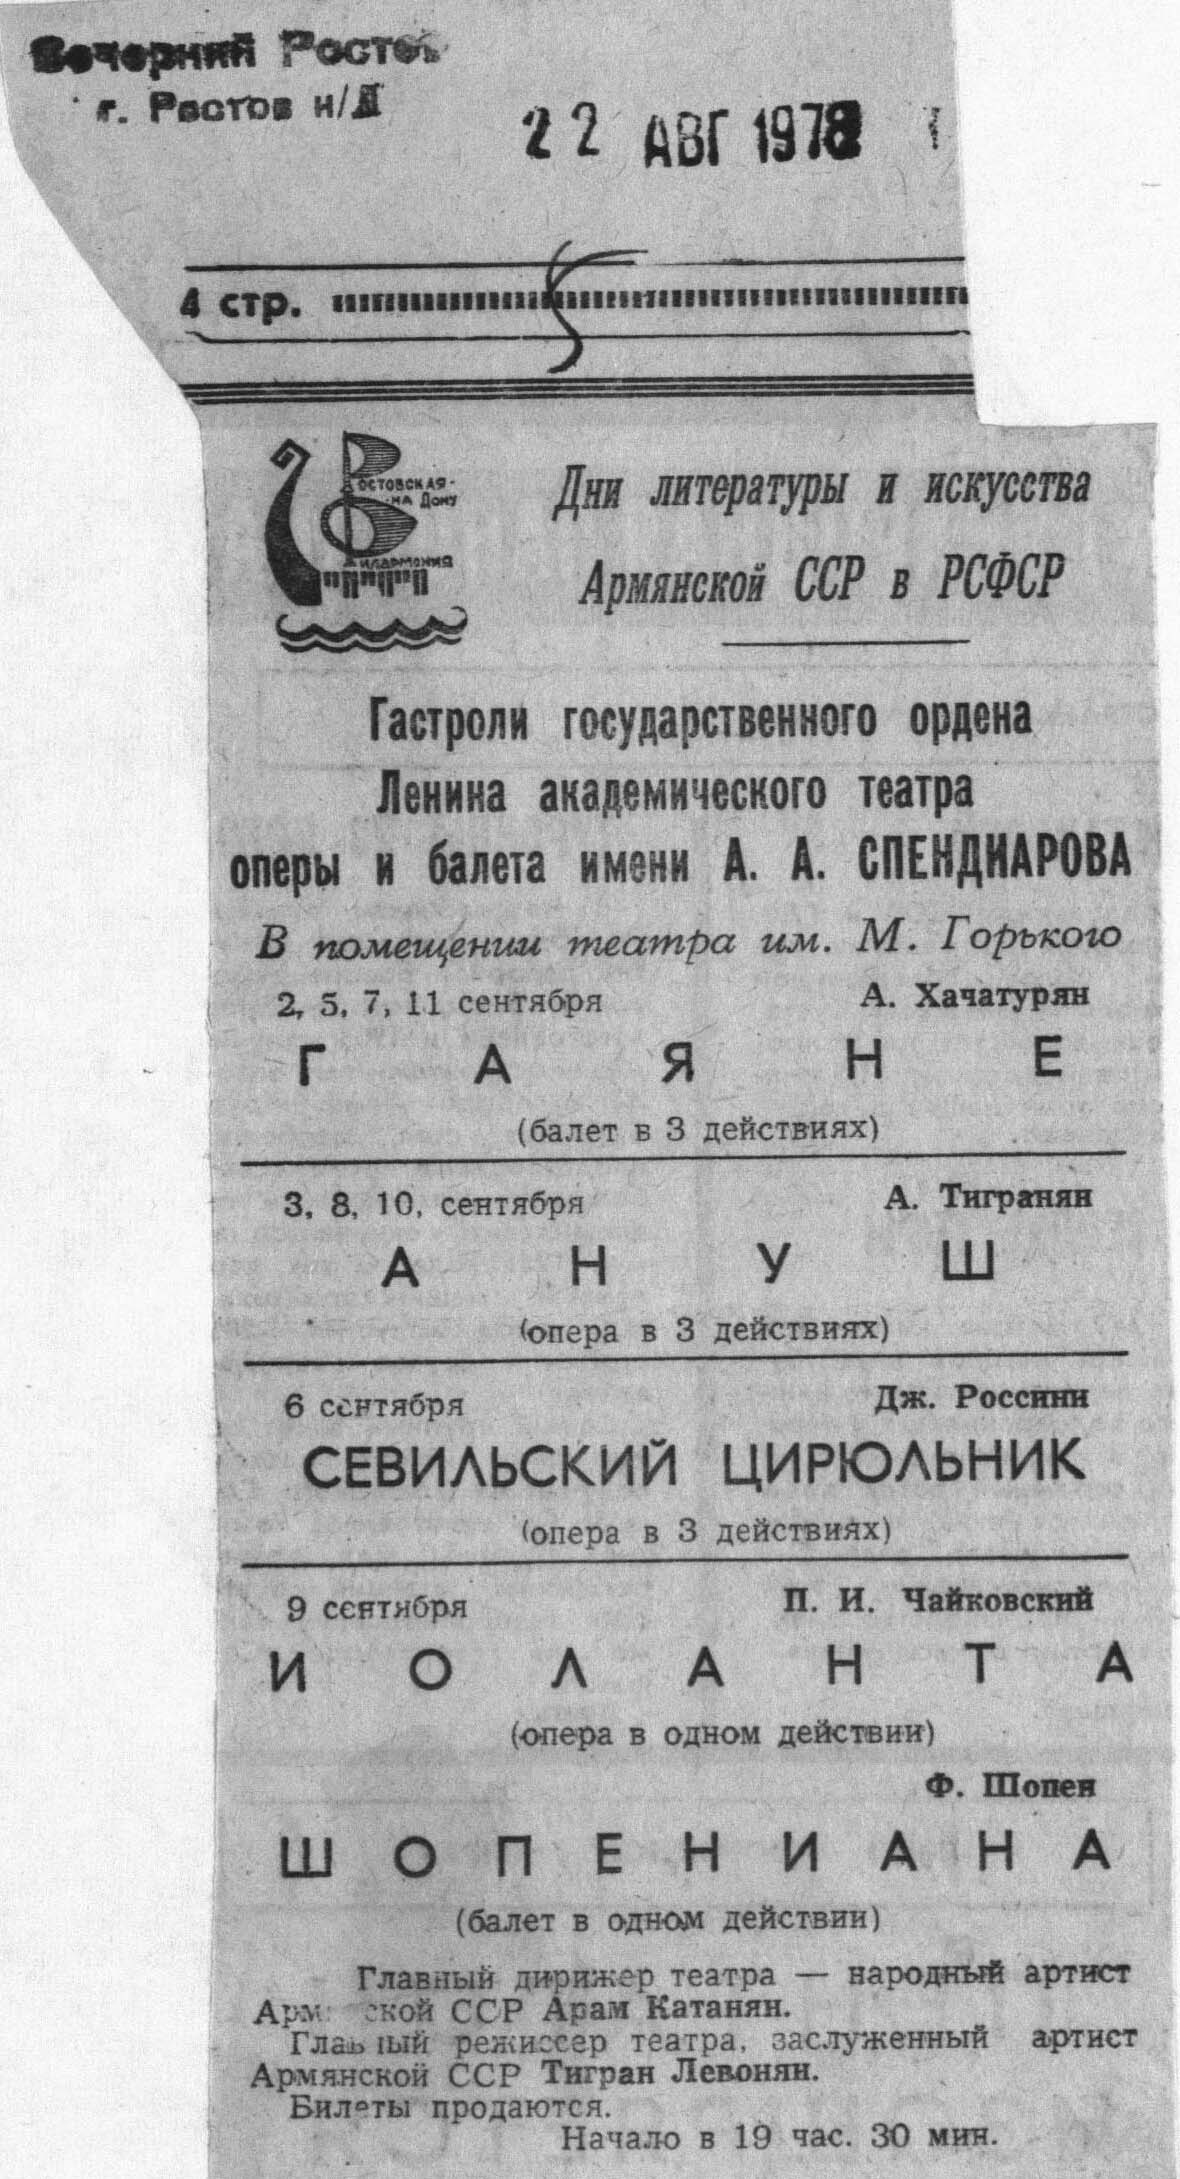 Вечерний Ростов
г. Ростов н/Д
22 АВГ 1978
4 стр.
Ростовская-
-на Дону
Филармония
Дни литературы и искусства
Армянской ССР в РСФСР
Гастроли государственного ордена
Ленина академического театра
оперы и балета имени А. А. СПЕНДИАРОВА
В помещении театра им. М. Горького
2, 5, 7, 11 сентября А. Хачатурян
ГАЯНЕ
(балет в 3 действиях)
3, 8, 10, сентября А. Тигранян
АНУШ
(опера в 3 действиях)
6 сентября Дж. Россини
СЕВИЛЬСКИЙ ЦИРЮЛЬНИК
(опера в 3 действиях)
9 сентября П. И. Чайковский
ИОЛАНТА
(опера в одном действии)
Ф. Шопен
ШОПЕНИАНА
(балет в одном действии)
Главный дирижер театра — народный артист
Армянской ССР Арам Катанян.
Главный режиссер театра, заслуженный артист
Армянской ССР Тигран Левонян.
Билеты продаются.
Начало в 19 час. 30 мин.